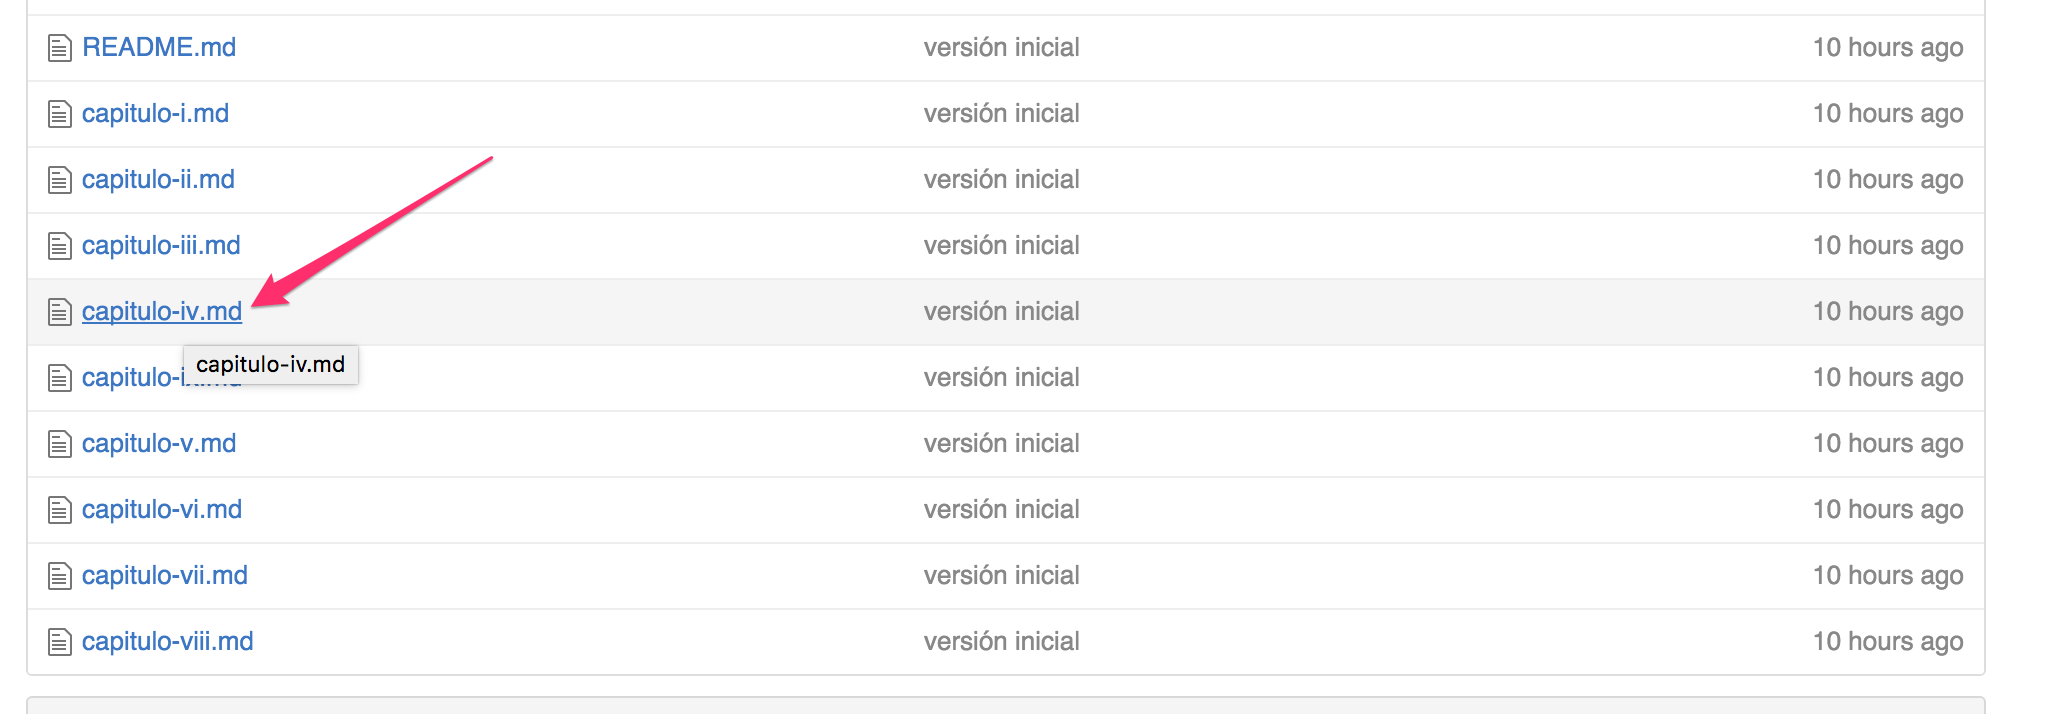 README.md versión inicial 10 hours ago
capitulo-i.md versión inicial 10 hours ago
capitulo-ii.md versión inicial 10 hours ago
capitulo-iii.md versión inicial 10 hours ago
capitulo-iv.md versión inicial 10 hours ago
capitulo-iv.md
capitulo-ix.md versión inicial 10 hours ago
capitulo-v.md versión inicial 10 hours ago
capitulo-vi.md versión inicial 10 hours ago
capitulo-vii.md versión inicial 10 hours ago
capitulo-viii.md versión inicial 10 hours ago